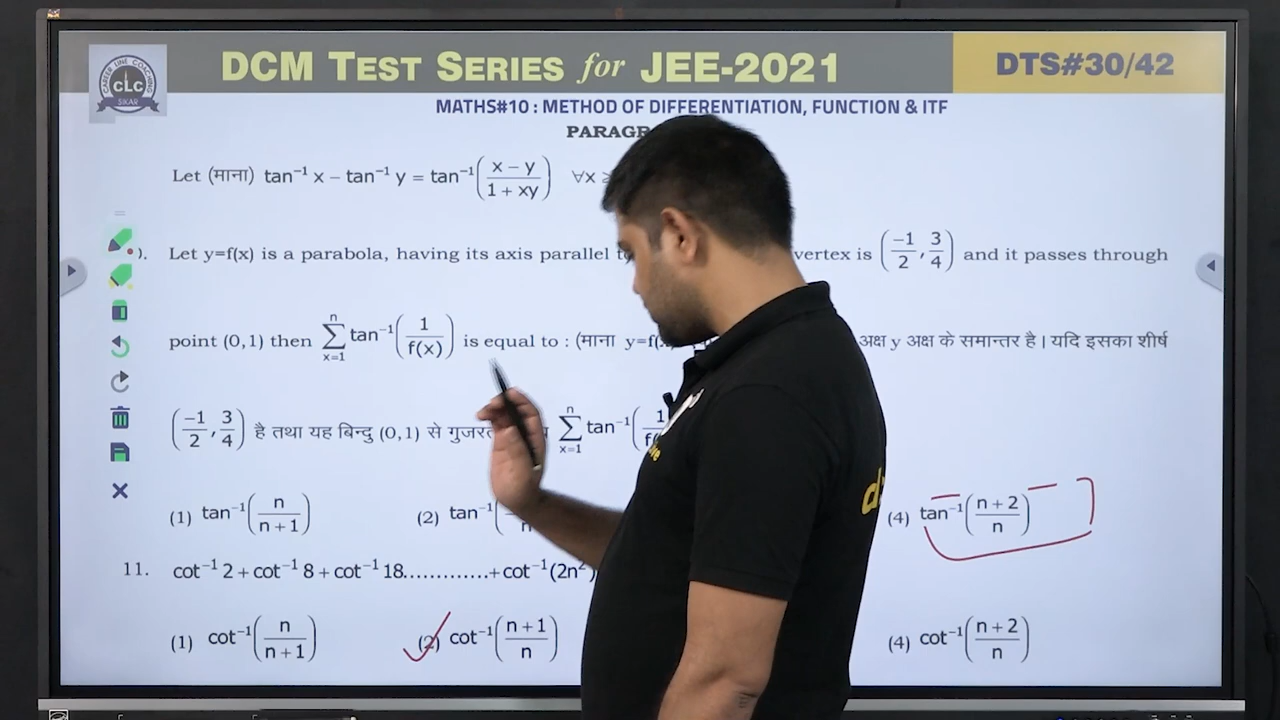 DCM TEST SERIES for JEE-2021
DTS#30/42
CAREER LINE COACHING
CLC
SIKAR
MATHS#10 : METHOD OF DIFFERENTIATION, FUNCTION & ITF
PARAGR
Let (माना) tan⁻¹ x − tan⁻¹ y = tan⁻¹((x − y)/(1 + xy)) ∀x ≥
). Let y=f(x) is a parabola, having its axis parallel vertex is (−1/2, 3/4) and it passes through
point (0,1) then ∑ₓ₌₁ⁿ tan⁻¹(1/f(x)) is equal to : (माना y=f( अक्ष y अक्ष के समान्तर है। यदि इसका शीर्ष
(−1/2, 3/4) है तथा यह बिन्दु (0,1) से ∑ₓ₌₁ⁿ tan⁻¹(1/f(
(1) tan⁻¹(n/(n+1)) (2) tan⁻¹( (4) tan⁻¹((n+2)/n)
11. cot⁻¹ 2 + cot⁻¹ 8 + cot⁻¹ 18.............+ cot⁻¹(2n²)
(1) cot⁻¹(n/(n+1)) (2) cot⁻¹((n+1)/n) (4) cot⁻¹((n+2)/n)